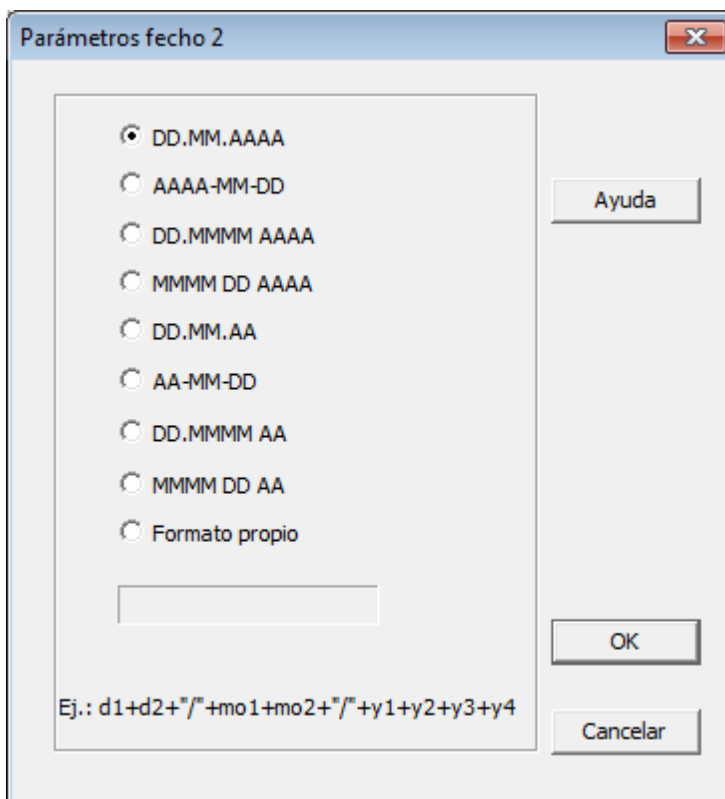 Parámetros fecho 2
DD.MM.AAAA
AAAA-MM-DD
DD.MMMM AAAA
MMMM DD AAAA
DD.MM.AA
AA-MM-DD
DD.MMMM AA
MMMM DD AA
Formato propio
Ej.: d1+d2+"/"+mo1+mo2+"/"+y1+y2+y3+y4
Ayuda
OK
Cancelar